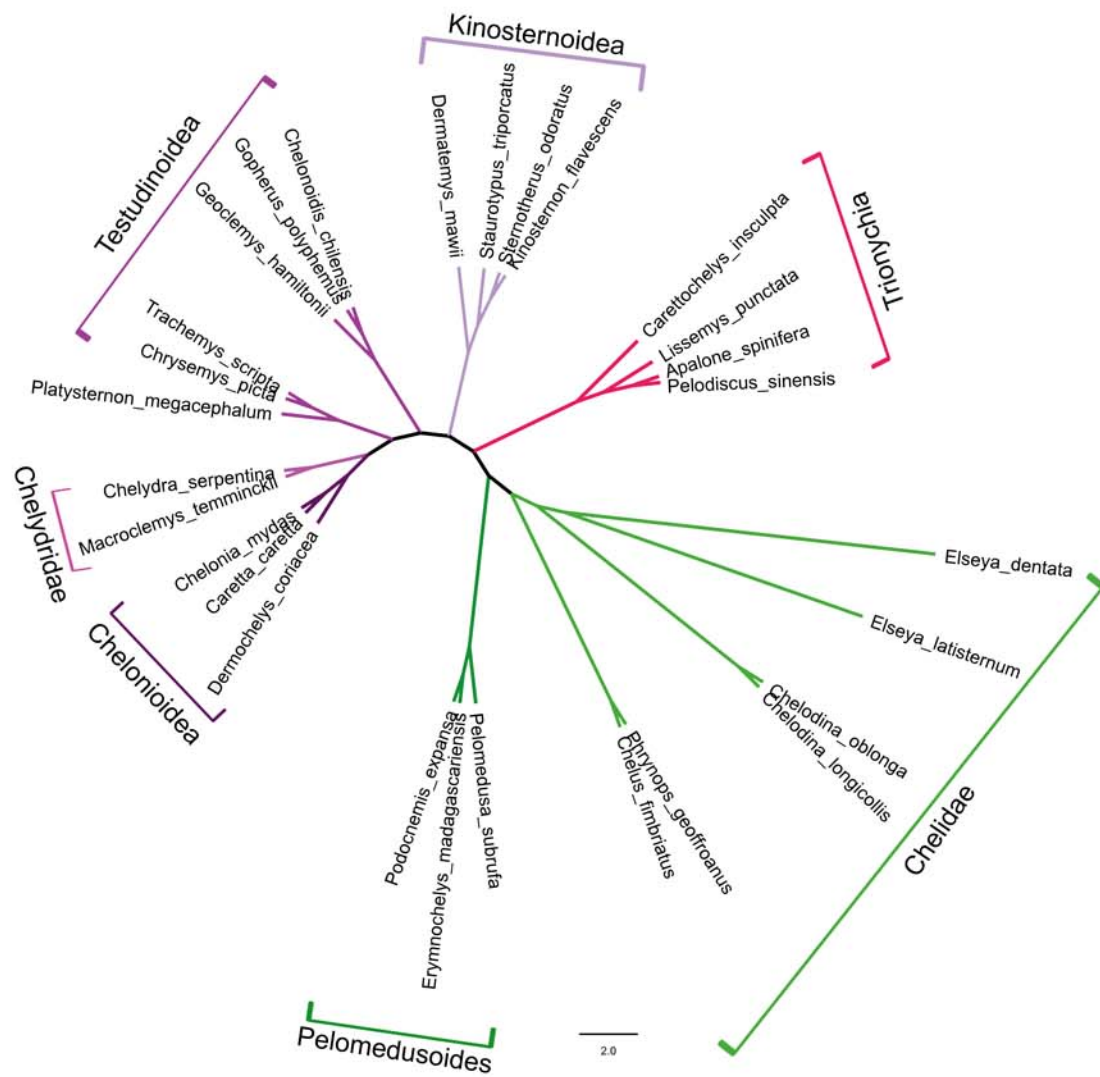 Kinosternoidea
Dermatemys_mawii
Staurotypus_triporcatus
Sternotherus_odoratus
Kinosternon_flavescens
Testudinoidea
Chelonoidis_chilensis
Gopherus_polyphemus
Geoclemys_hamiltonii
Trachemys_scripta
Chrysemys_picta
Platysternon_megacephalum
Trionychia
Carettochelys_insculpta
Lissemys_punctata
Apalone_spinifera
Pelodiscus_sinensis
Chelydridae
Chelydra_serpentina
Macroclemys_temminckii
Chelonioidea
Chelonia_mydas
Caretta_caretta
Dermochelys_coriacea
Elseya_dentata
Elseya_latisternum
Chelodina_oblonga
Chelodina_longicollis
Chelidae
Phrynops_geoffroanus
Chelus_fimbriatus
Podocnemis_expansa
Erymnochelys_madagascariensis
Pelomedusa_subrufa
Pelomedusoides
2.0